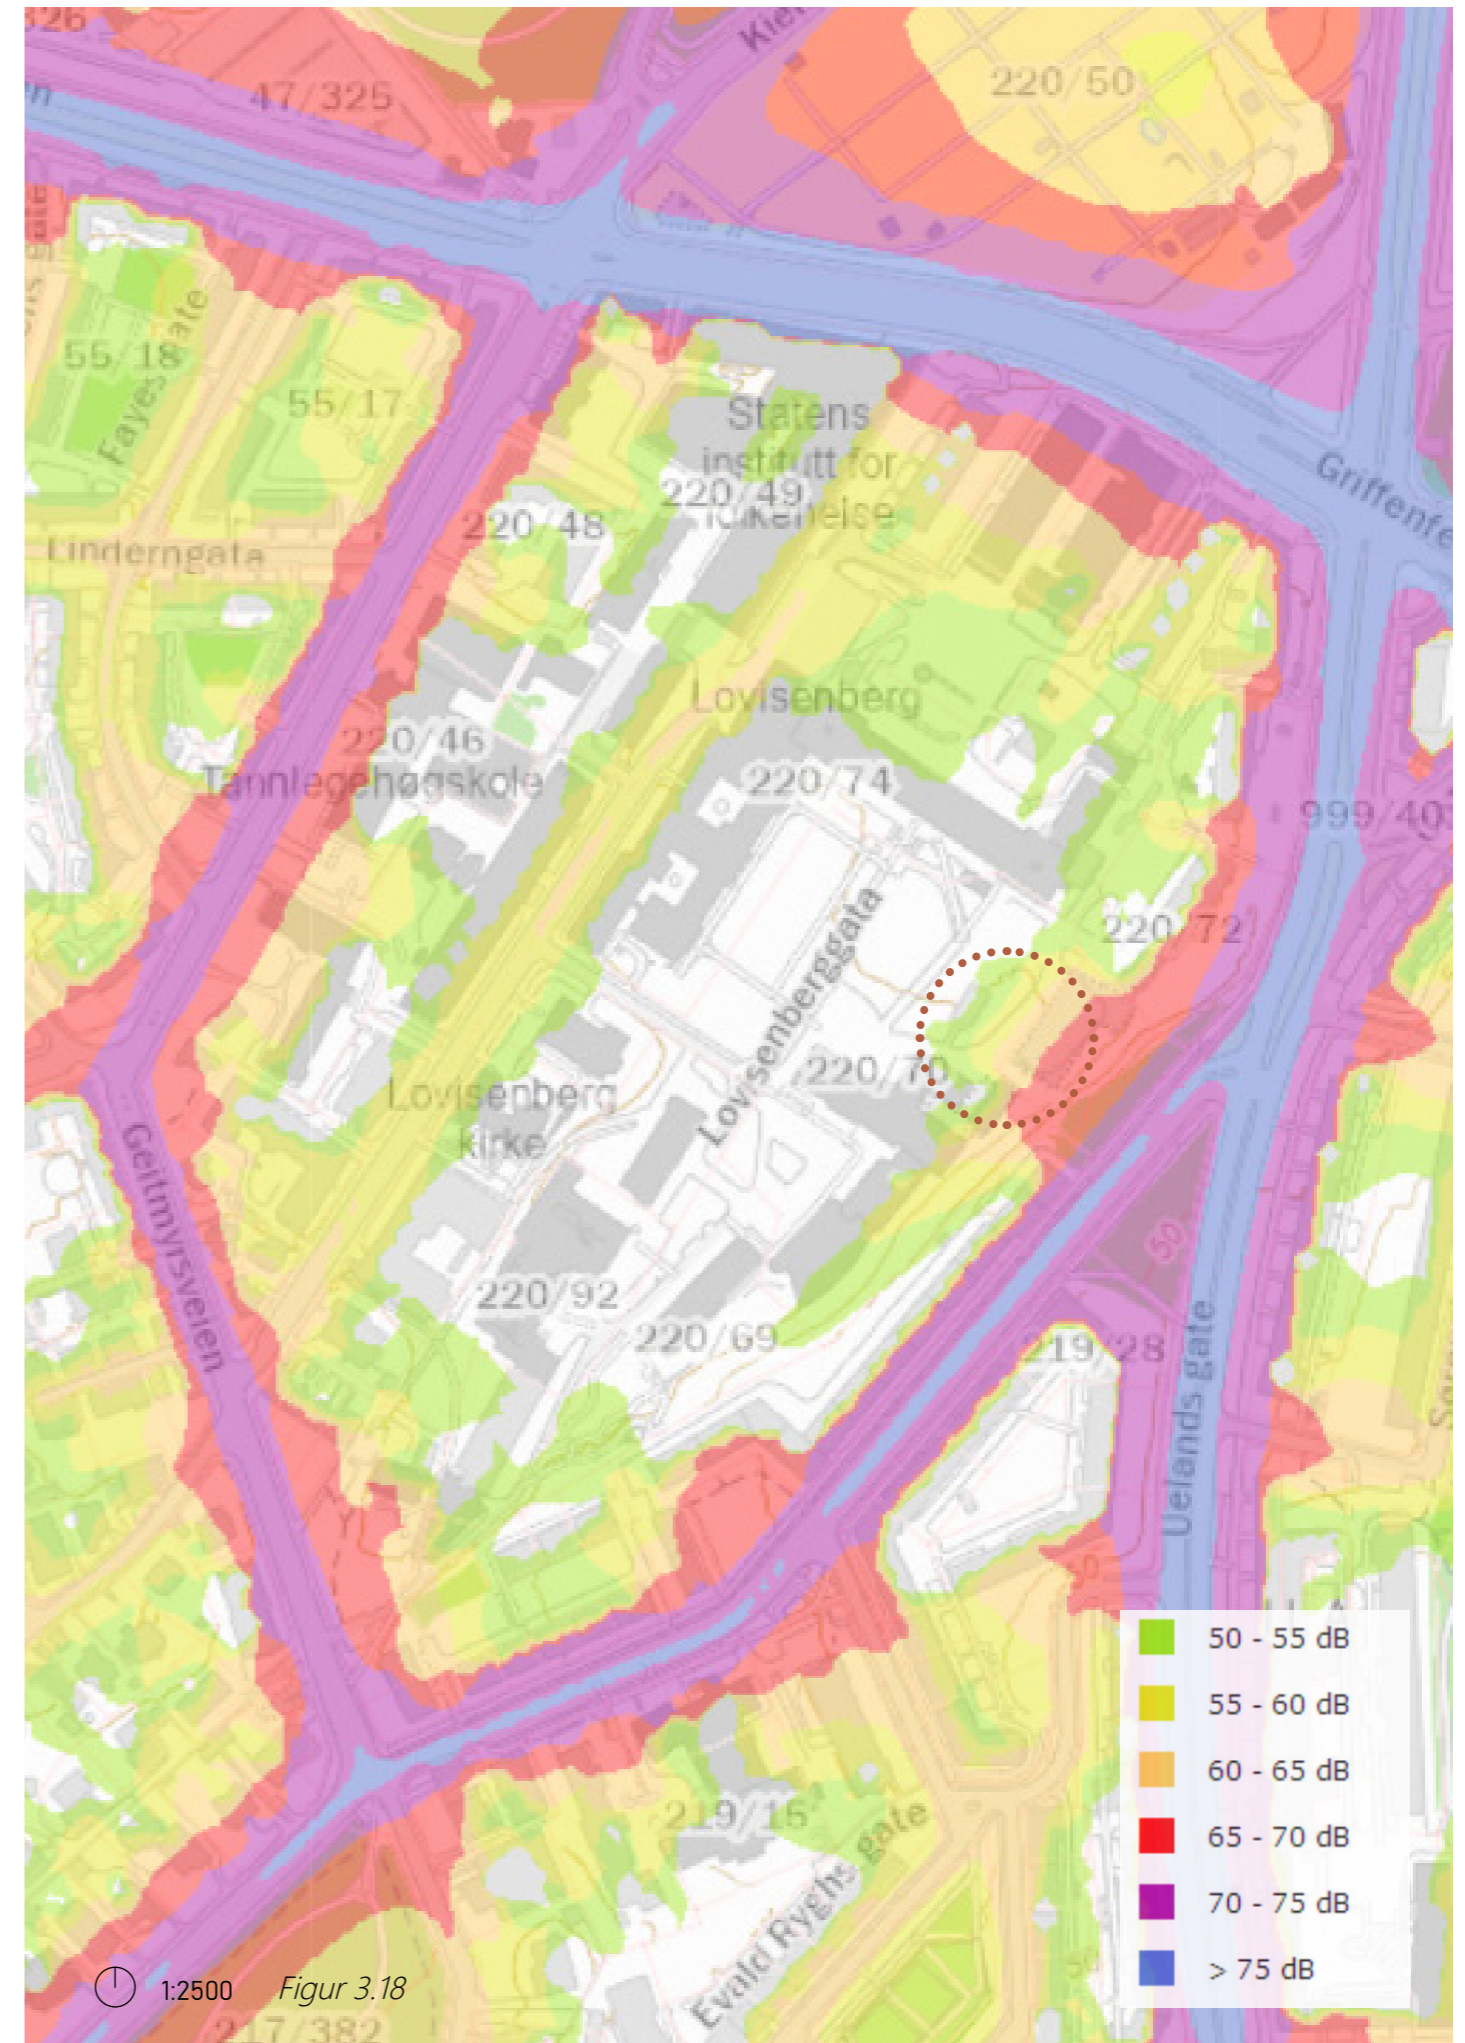 47/325
220/50
55/18
Fayes gate
55/17
Statens
institutt for
folkehelse
220/49
220/48
Griffenfe
Linderngata
Lovisenberg
220/46
Tannlegehøgskole
220/74
999/40
Lovisenberggata
220/72
220/70
Lovisenberg
kirke
Geitmyrsveien
50
220/92
220/69
219/28
Uelands gate
50
219/15
Evald Ryghs gate
217/382
50 - 55 dB
55 - 60 dB
60 - 65 dB
65 - 70 dB
70 - 75 dB
> 75 dB
1:2500
Figur 3.18